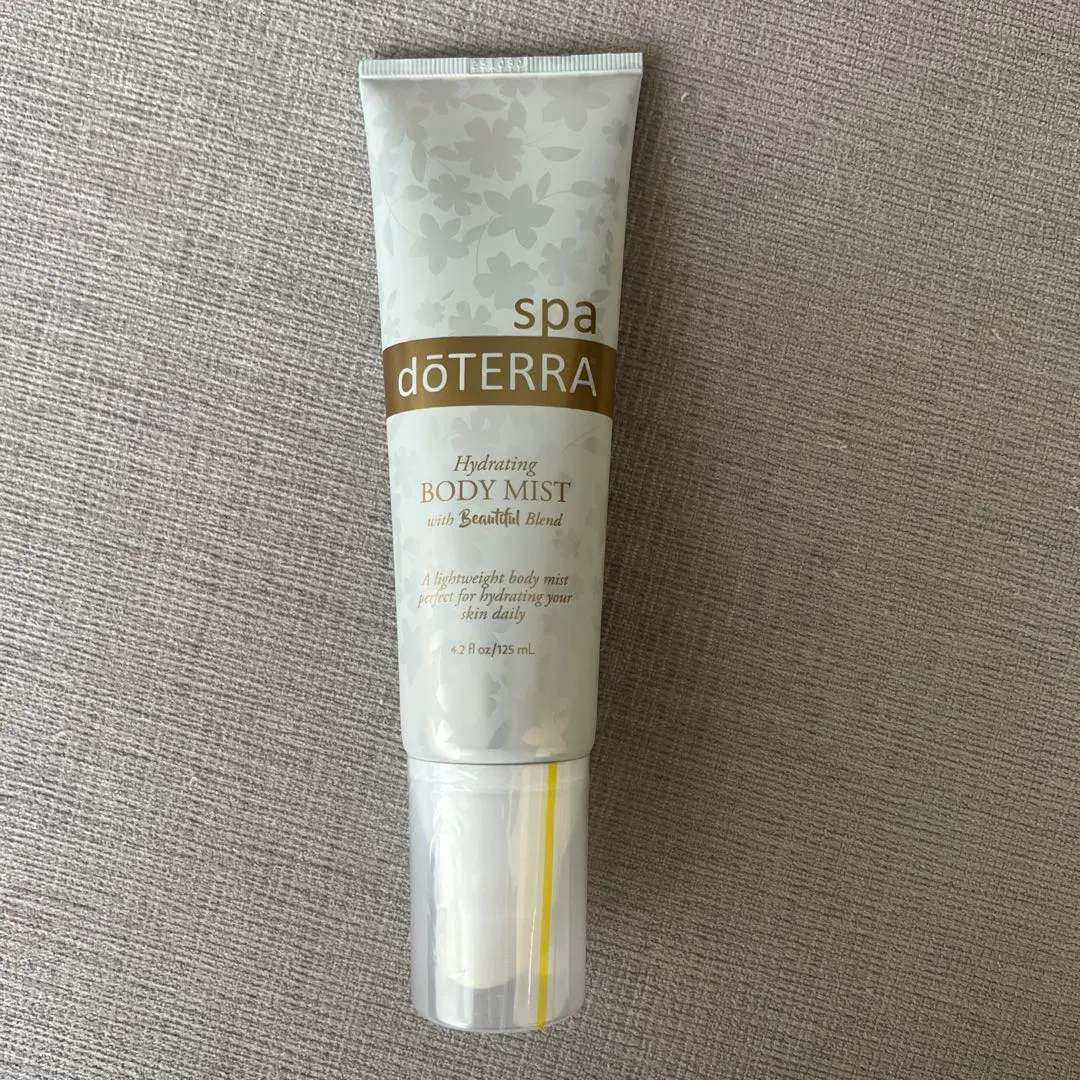 spa
dōTERRA
Hydrating
BODY MIST
with Beautiful Blend
A lightweight body mist
perfect for hydrating your
skin daily
4.2 fl oz/125 mL